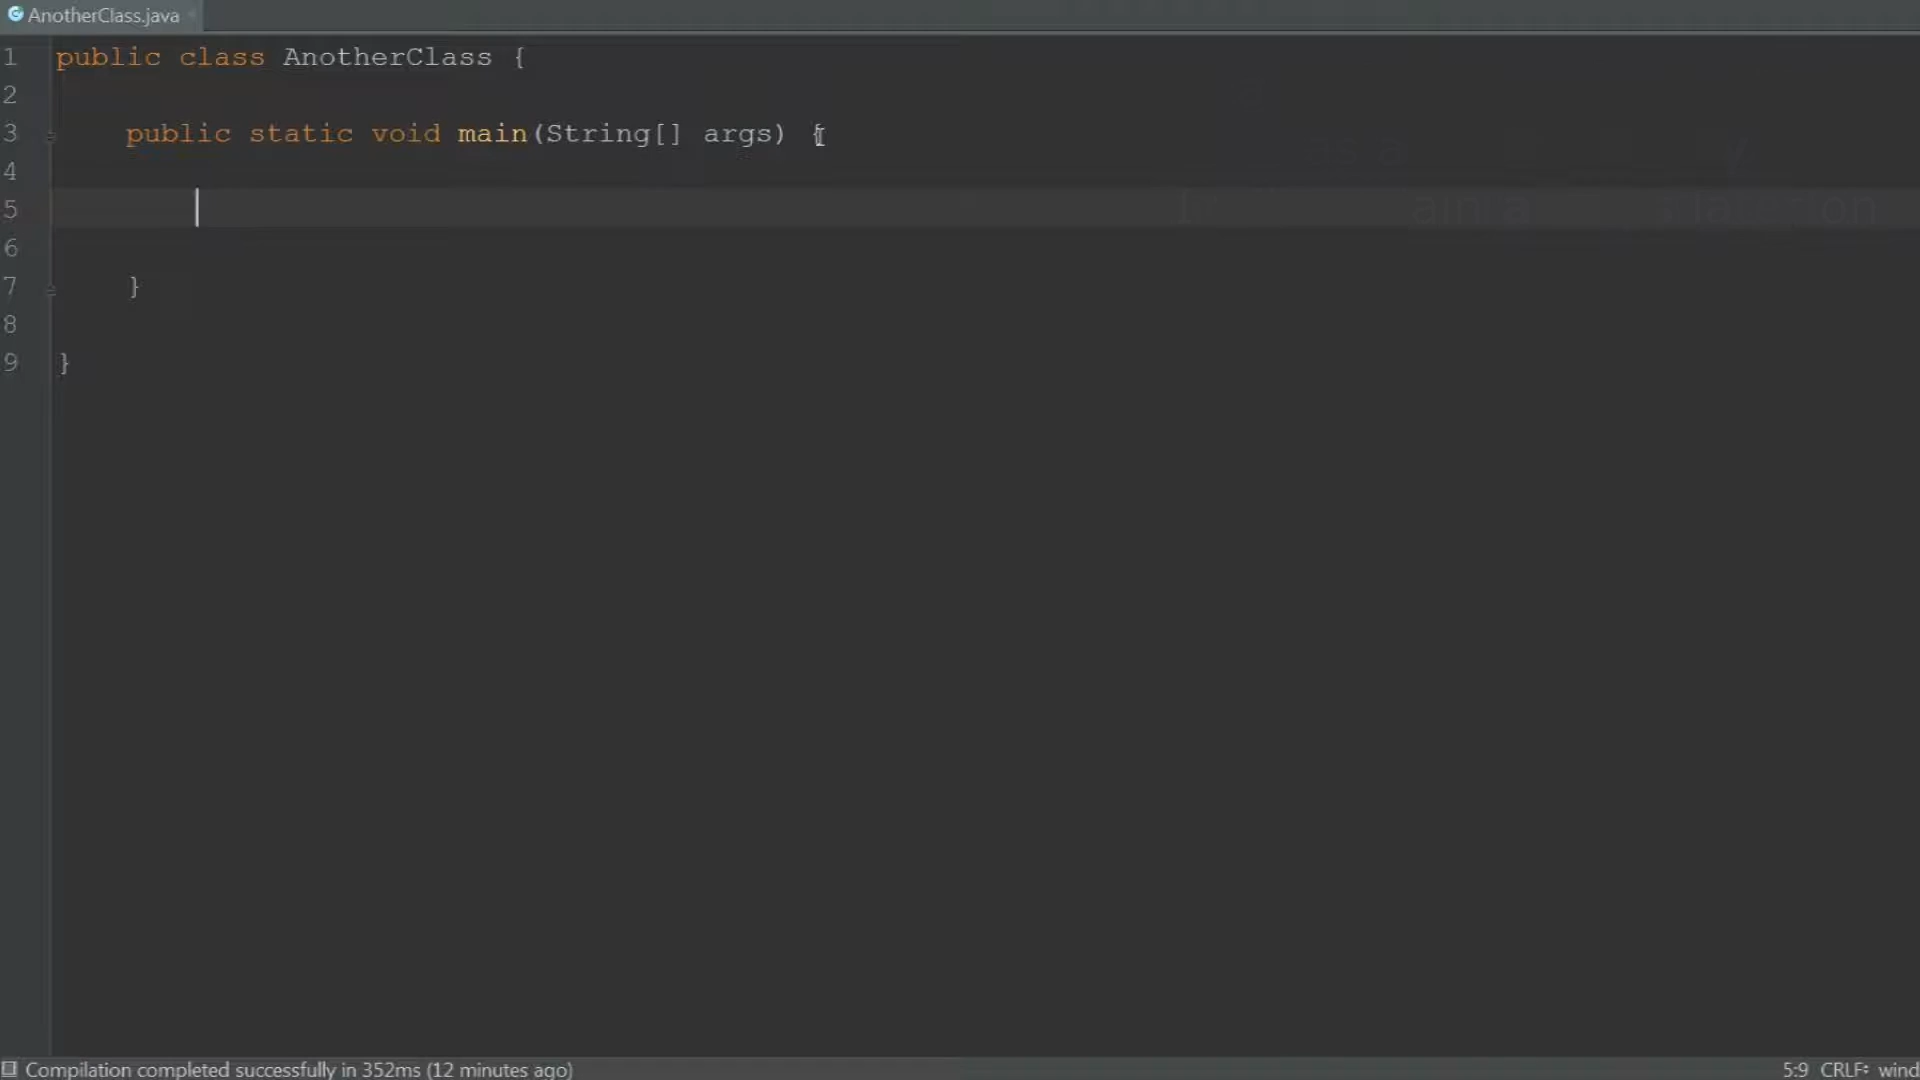 AnotherClass.java
1 public class AnotherClass {
2
3 public static void main(String[] args) {
4
5
6
7 }
8
9 }
Compilation completed successfully in 352ms (12 minutes ago) 5:9 CRLF wind